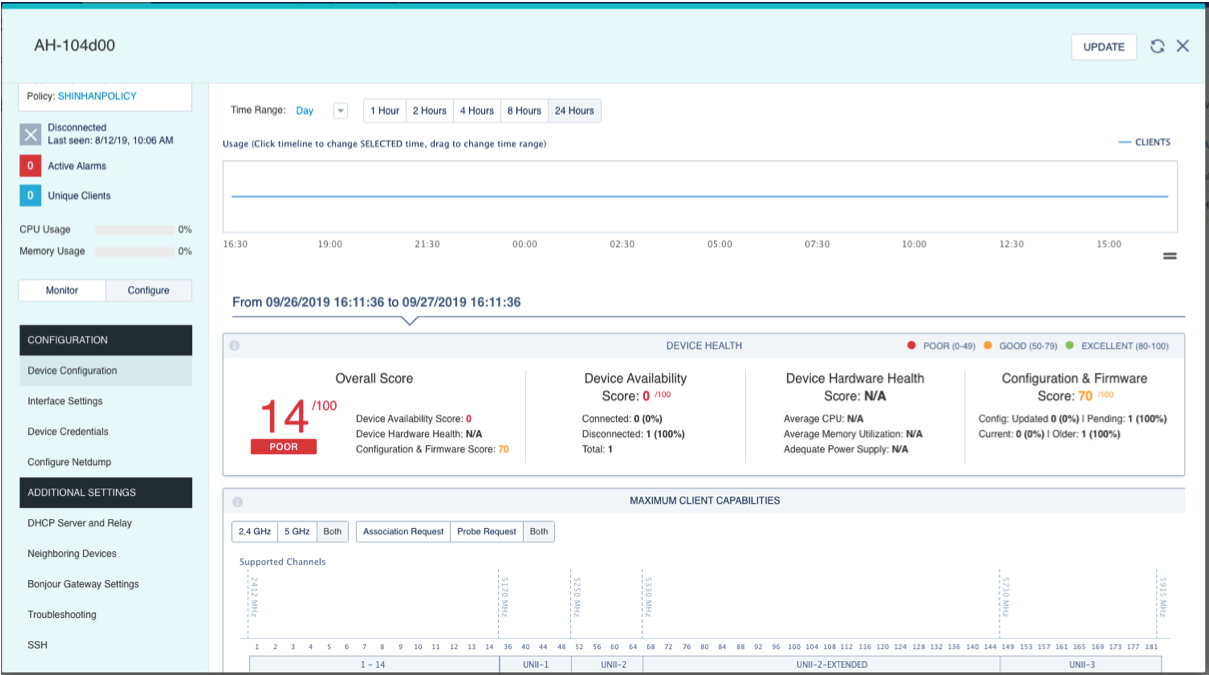 AH-104d00
UPDATE
Policy: SHINHANPOLICY
Disconnected
Last seen: 8/12/19, 10:06 AM
0 Active Alarms
0 Unique Clients
CPU Usage 0%
Memory Usage 0%
Monitor Configure
CONFIGURATION
Device Configuration
Interface Settings
Device Credentials
Configure Netdump
ADDITIONAL SETTINGS
DHCP Server and Relay
Neighboring Devices
Bonjour Gateway Settings
Troubleshooting
SSH
Time Range: Day 1 Hour 2 Hours 4 Hours 8 Hours 24 Hours
Usage (Click timeline to change SELECTED time, drag to change time range)
CLIENTS
16:30 19:00 21:30 00:00 02:30 05:00 07:30 10:00 12:30 15:00
From 09/26/2019 16:11:36 to 09/27/2019 16:11:36
DEVICE HEALTH
POOR (0-49) GOOD (50-79) EXCELLENT (80-100)
Overall Score
14 /100
POOR
Device Availability Score: 0
Device Hardware Health: N/A
Configuration & Firmware Score: 70
Device Availability
Score: 0 /100
Connected: 0 (0%)
Disconnected: 1 (100%)
Total: 1
Device Hardware Health
Score: N/A
Average CPU: N/A
Average Memory Utilization: N/A
Adequate Power Supply: N/A
Configuration & Firmware
Score: 70 /100
Config: Updated 0 (0%) | Pending: 1 (100%)
Current: 0 (0%) | Older: 1 (100%)
MAXIMUM CLIENT CAPABILITIES
2.4 GHz 5 GHz Both Association Request Probe Request Both
Supported Channels
2412 MHz 5170 MHz 5250 MHz 5330 MHz 5730 MHz 5915 MHz
1 2 3 4 5 6 7 8 9 10 11 12 13 14 36 40 44 48 52 56 60 64 68 72 76 80 84 88 92 96 100 104 108 112 116 120 124 128 132 136 140 144 149 153 157 161 165 169 173 177 181
1 - 14 UNII-1 UNII-2 UNII-2-EXTENDED UNII-3